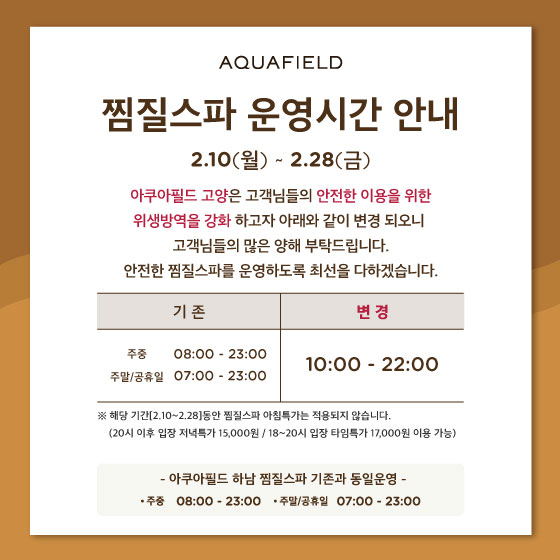 AQUAFIELD
찜질스파 운영시간 안내
2.10(월) ~ 2.28(금)
아쿠아필드 고양은 고객님들의 안전한 이용을 위한
위생방역을 강화 하고자 아래와 같이 변경 되오니
고객님들의 많은 양해 부탁드립니다.
안전한 찜질스파를 운영하도록 최선을 다하겠습니다.
기 존 변 경
주중 08:00 - 23:00
주말/공휴일 07:00 - 23:00
10:00 - 22:00
※ 해당 기간[2.10~2.28]동안 찜질스파 아침특가는 적용되지 않습니다.
(20시 이후 입장 저녁특가 15,000원 / 18~20시 입장 타임특가 17,000원 이용 가능)
- 아쿠아필드 하남 찜질스파 기존과 동일운영 -
• 주중 08:00 - 23:00 • 주말/공휴일 07:00 - 23:00